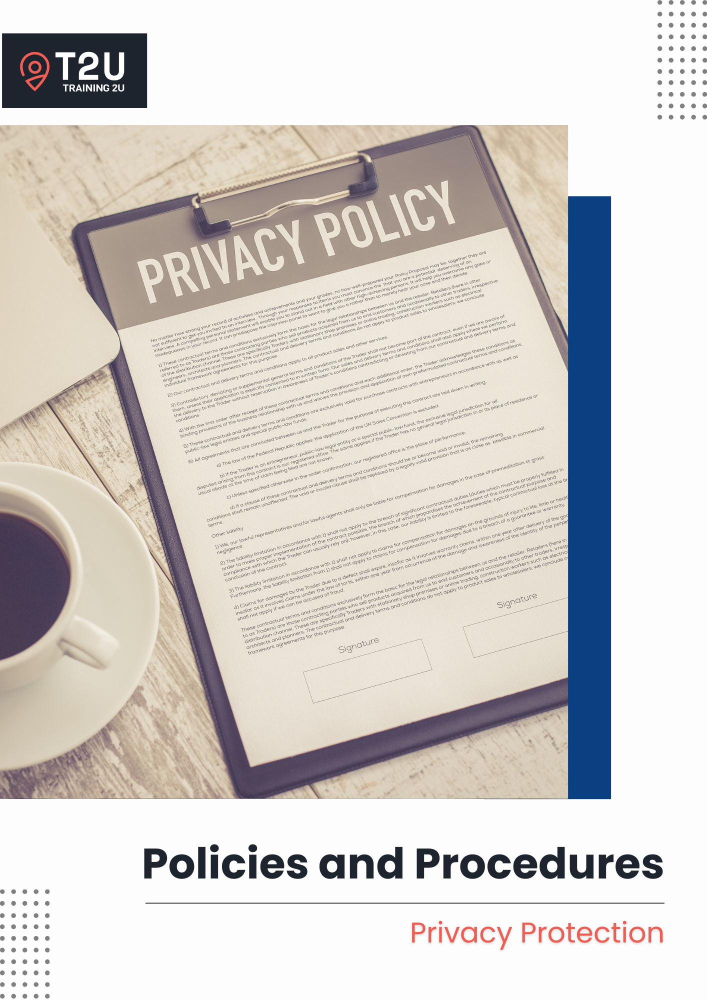 T2U
TRAINING 2U
PRIVACY POLICY
No matter how strong your record of activities and achievements and your grades, no how well-prepared your Policy Proposal may be, together they are
not sufficient to get you invited to an interview. Through your responses to Items you must convince the that you are a potential deserving of an
interview. A compelling personal statement will enable you to stand out in a field with other high-achieving persons. It will help you overcome any gaps or
inadequacies in your record. It can predispose the interview panel to want to give you a rather than to merely hear your case and then decide.
1) These contractual terms and conditions exclusively form the basic for the legal relationships between us and the retailer. Retailers (here in after
referred to as Traders) are those contracting parties who sell products acquired from us to end customers and occasionally to other traders, irrespective
of the distribution channel. These are specifically Traders with stationary shop premises or online trading, construction workers such as electrical
engineers, architects and planners. The contractual and delivery terms and conditions do not apply to product sales to wholesalers; we conclude
individual framework agreements for this purpose.
2) Our contractual and delivery terms and conditions apply to all product sales and other services.
3) Contradictory, deviating or supplemental general terms and conditions of the Trader shall not become part of the contract, even if we are aware of
them, unless their application is explicitly consented to in written form. Our sales and delivery terms and conditions shall also apply where we perform
the delivery to the Trader without reservation in awareness of Trader's conditions contradicting or deviating from our contractual and delivery terms and
conditions.
4) With the first order after receipt of these contractual terms and conditions and each additional order, the Trader acknowledges these conditions as
binding provisions of the business relationship with us and waives the provision and application of own preformulated contractual terms and conditions.
5) These contractual and delivery terms and conditions are exclusively valid for purchase contracts with entrepreneurs in accordance with as well as
public-law legal entities and special public-law funds.
6) All agreements that are concluded between us and the Trader for the purpose of executing this contract are laid down in writing.
a) The law of the Federal Republic applies; the application of the UN Sales Convention is excluded.
b) If the Trader is an entrepreneur, public-law legal entity or a special public-law fund, the exclusive legal jurisdiction for all
disputes arising from this contract is our registered office. The same applies if the Trader has no general legal jurisdiction in or its place of residence or
usual abode at the time of claim being filed are not known.
c) Unless specified otherwise in the order confirmation, our registered office is the place of performance.
d) If a clause of these contractual and delivery terms and conditions should be or become void or invalid, the remaining
conditions shall remain unaffected. The void or invalid clause shall be replaced by a legally valid provision that is as close as possible in commercial
terms.
Other liability
1) We, our lawful representatives and/or lawful agents shall only be liable for compensation for damages in the case of premeditation or gross
negligence.
2) The liability limitation in accordance with 1) shall not apply to the breach of significant contractual duties (duties which must be properly fulfilled in
order to make proper implementation of the contract possible, the breach of which jeopardises the achievement of the contractual purpose and
compliance with which the Trader can usually rely on); however, in this case, our liability is limited to the foreseeable, typical contractual loss at the
conclusion of the contract.
3) The liability limitation in accordance with 1) shall not apply to claims for compensation for damages on the grounds of injury to life, limb or
Furthermore, the liability limitation from 1) shall not apply to claims for compensation for damages due to a breach of a guarantee or warranty.
4) Claims for damages by the Trader due to a defect shall expire, insofar as it involves warranty claims, within one year after delivery of the
insofar as it involves claims under the law of torts, within one year from occurrence of the damage and awareness of the identity of the
shall not apply if we can be accused of fraud.
These contractual terms and conditions exclusively form the basic for the legal relationships between us and the retailer. Retailers (here in
to as Traders) are those contracting parties who sell products acquired from us to end customers and occasionally to other traders,
distribution channel. These are specifically Traders with stationary shop premises or online trading, construction workers such as
architects and planners. The contractual and delivery terms and conditions do not apply to product sales to wholesalers; we conclude
framework agreements for this purpose.
Signature
Signature
Policies and Procedures
Privacy Protection